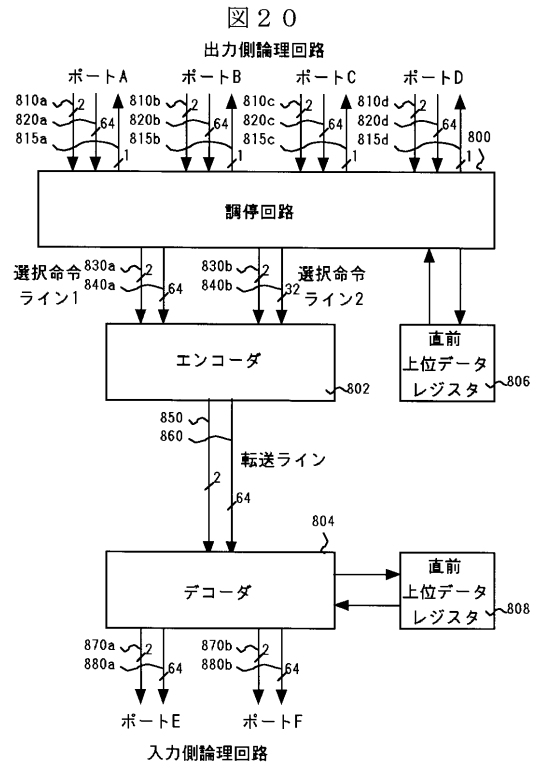 図２０
出力側論理回路
ポートA ポートB ポートC ポートD
810a 2 810b 2 810c 2 810d 2
820a 64 820b 64 820c 64 820d 64
815a 1 815b 1 815c 1 815d 1
800
調停回路
選択命令
ライン1
830a 2
840a 64
830b 2
840b 32
選択命令
ライン2
エンコーダ
802
直前
上位データ
レジスタ
806
850
860
転送ライン
2 64
804
デコーダ
直前
上位データ
レジスタ
808
870a 2 870b 2
880a 64 880b 64
ポートE ポートF
入力側論理回路